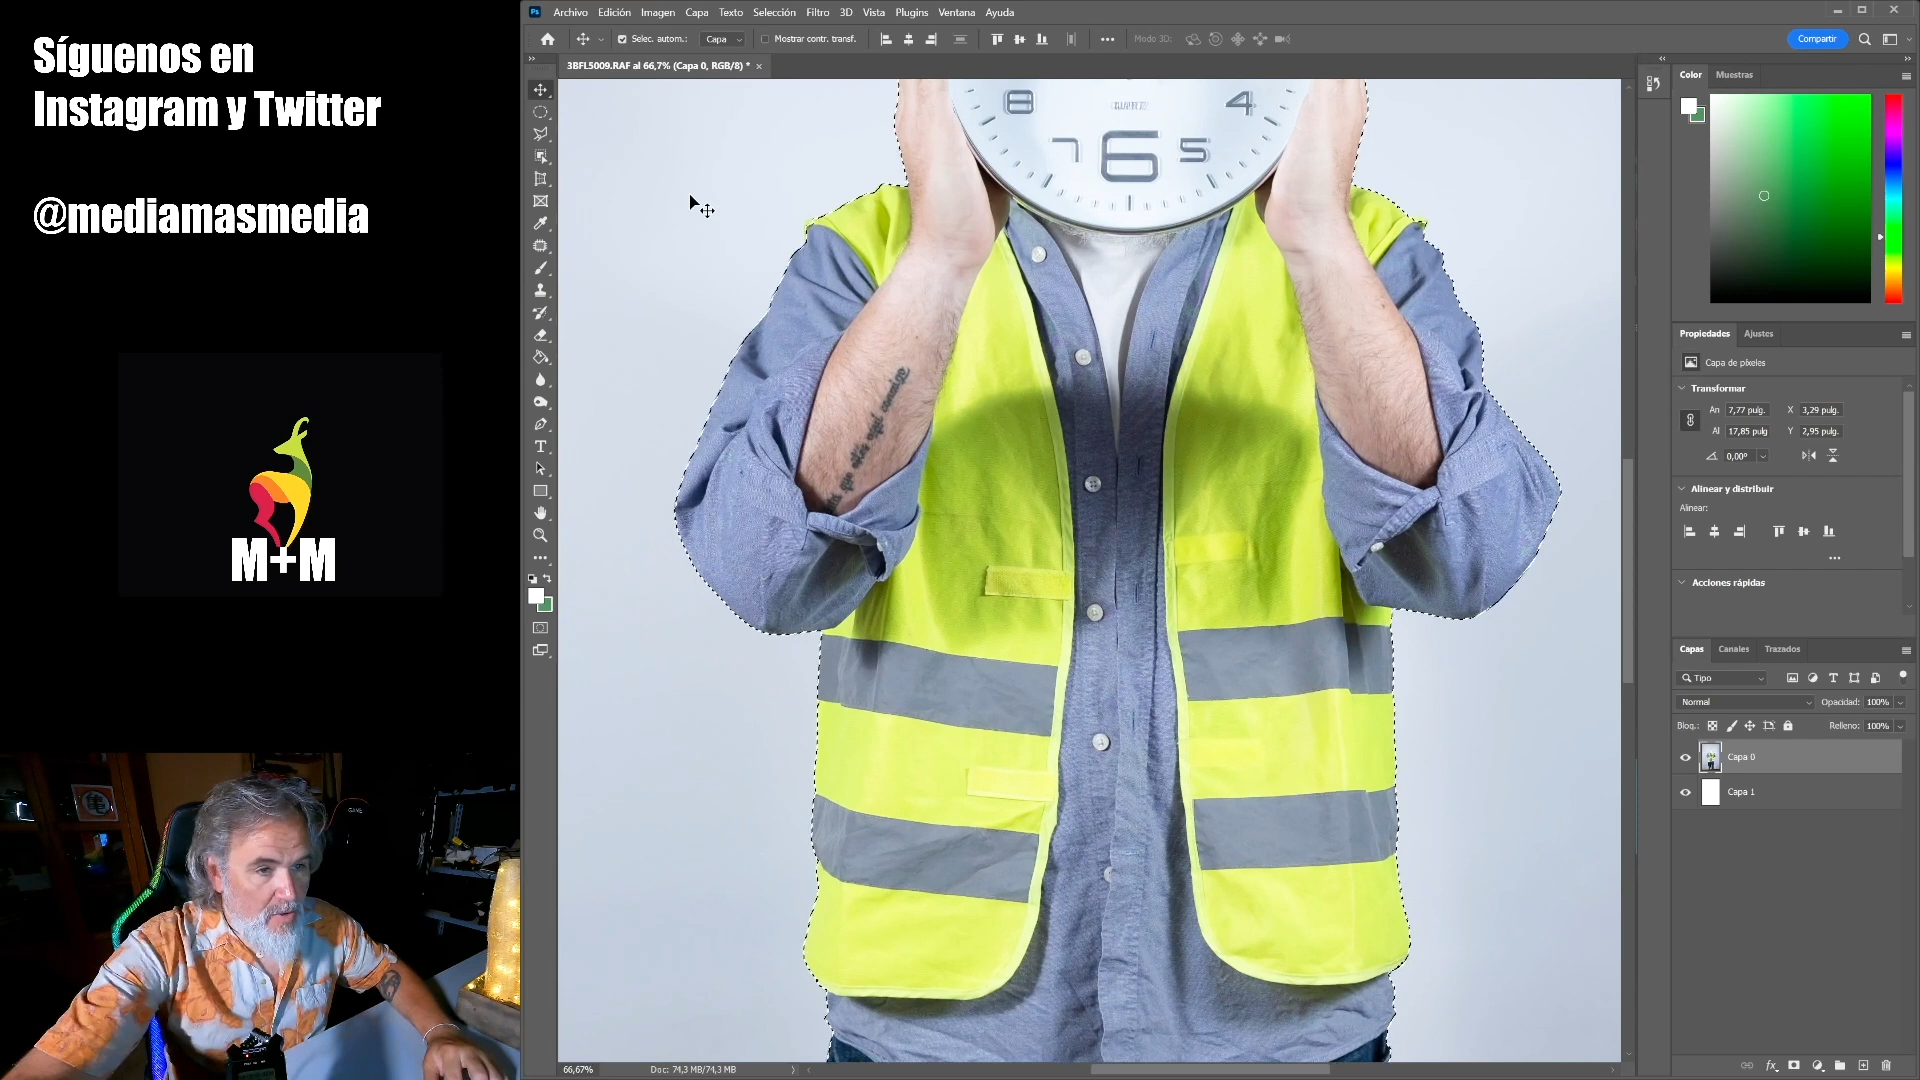 Síguenos en
Instagram y Twitter
@mediamasmedia
M+M
Ps Archivo Edición Imagen Capa Texto Selección Filtro 3D Vista Plugins Ventana Ayuda
Selec. autom.: Capa Mostrar contr. transf. Modo 3D: Compartir
3BFL5009.RAF al 66,7% (Capa 0, RGB/8) *
8 4
7 6 5
Color Muestras
Propiedades Ajustes
Capa de píxeles
Transformar
An 7,77 pulg. X 3,29 pulg.
Al 17,85 pulg Y 2,95 pulg.
0,00°
Alinear y distribuir
Alinear:
Acciones rápidas
Capas Canales Trazados
Tipo
Normal Opacidad: 100%
Bloq.: Relleno: 100%
Capa 0
Capa 1
66,67% Doc: 74,3 MB/74,3 MB